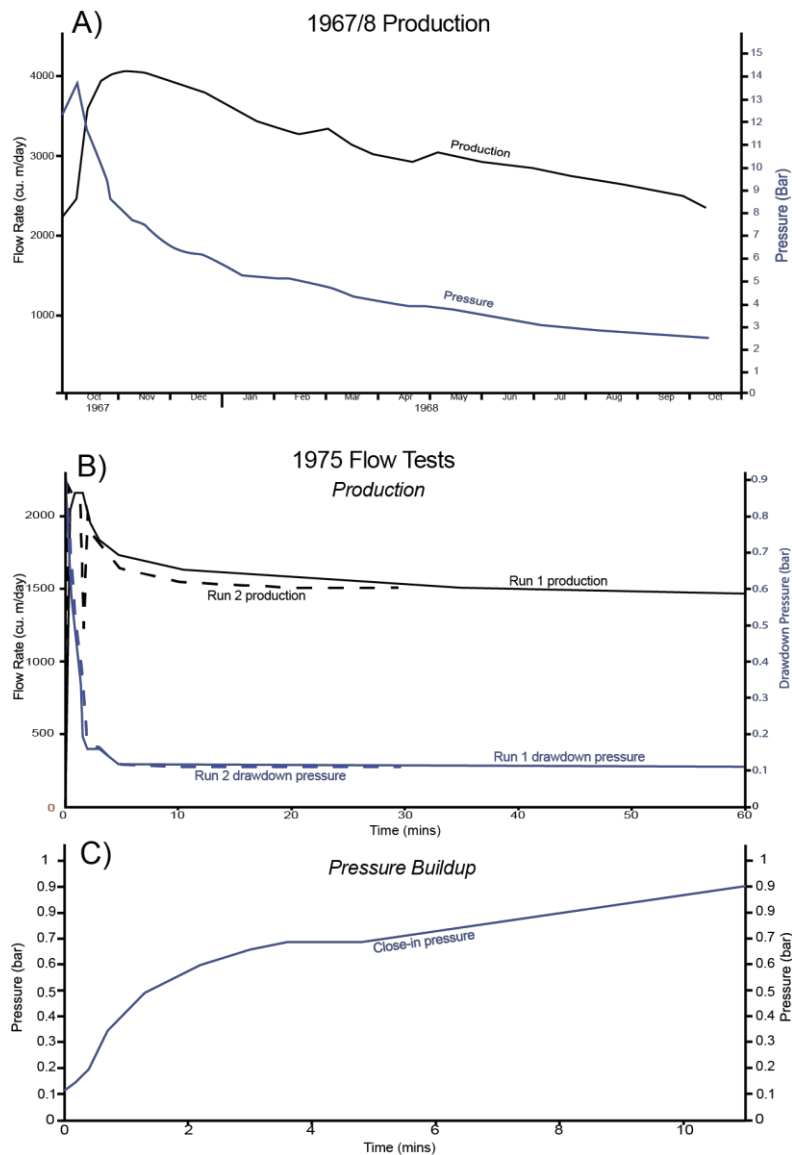 A)
1967/8 Production
4000
3000
2000
1000
Flow Rate (cu. m/day)
15
14
13
12
11
10
9
8
7
6
5
4
3
2
1
0
Pressure (Bar)
Production
Pressure
Oct
Nov
Dec
Jan
Feb
Mar
Apr
May
Jun
Jul
Aug
Sep
Oct
1967
1968
B)
1975 Flow Tests
Production
2000
1500
1000
500
0
Flow Rate (cu. m/day)
0.9
0.8
0.7
0.6
0.5
0.4
0.3
0.2
0.1
0
Drawdown Pressure (bar)
Run 1 production
Run 2 production
Run 1 drawdown pressure
Run 2 drawdown pressure
0
10
20
30
40
50
60
Time (mins)
C)
Pressure Buildup
1
0.9
0.9
0.7
0.6
0.5
0.4
0.2
0.1
0
Pressure (bar)
1
0.9
0.9
0.7
0.6
0.5
0.4
0.2
0.1
0
Pressure (bar)
Close-in pressure
0
2
4
6
8
10
Time (mins)